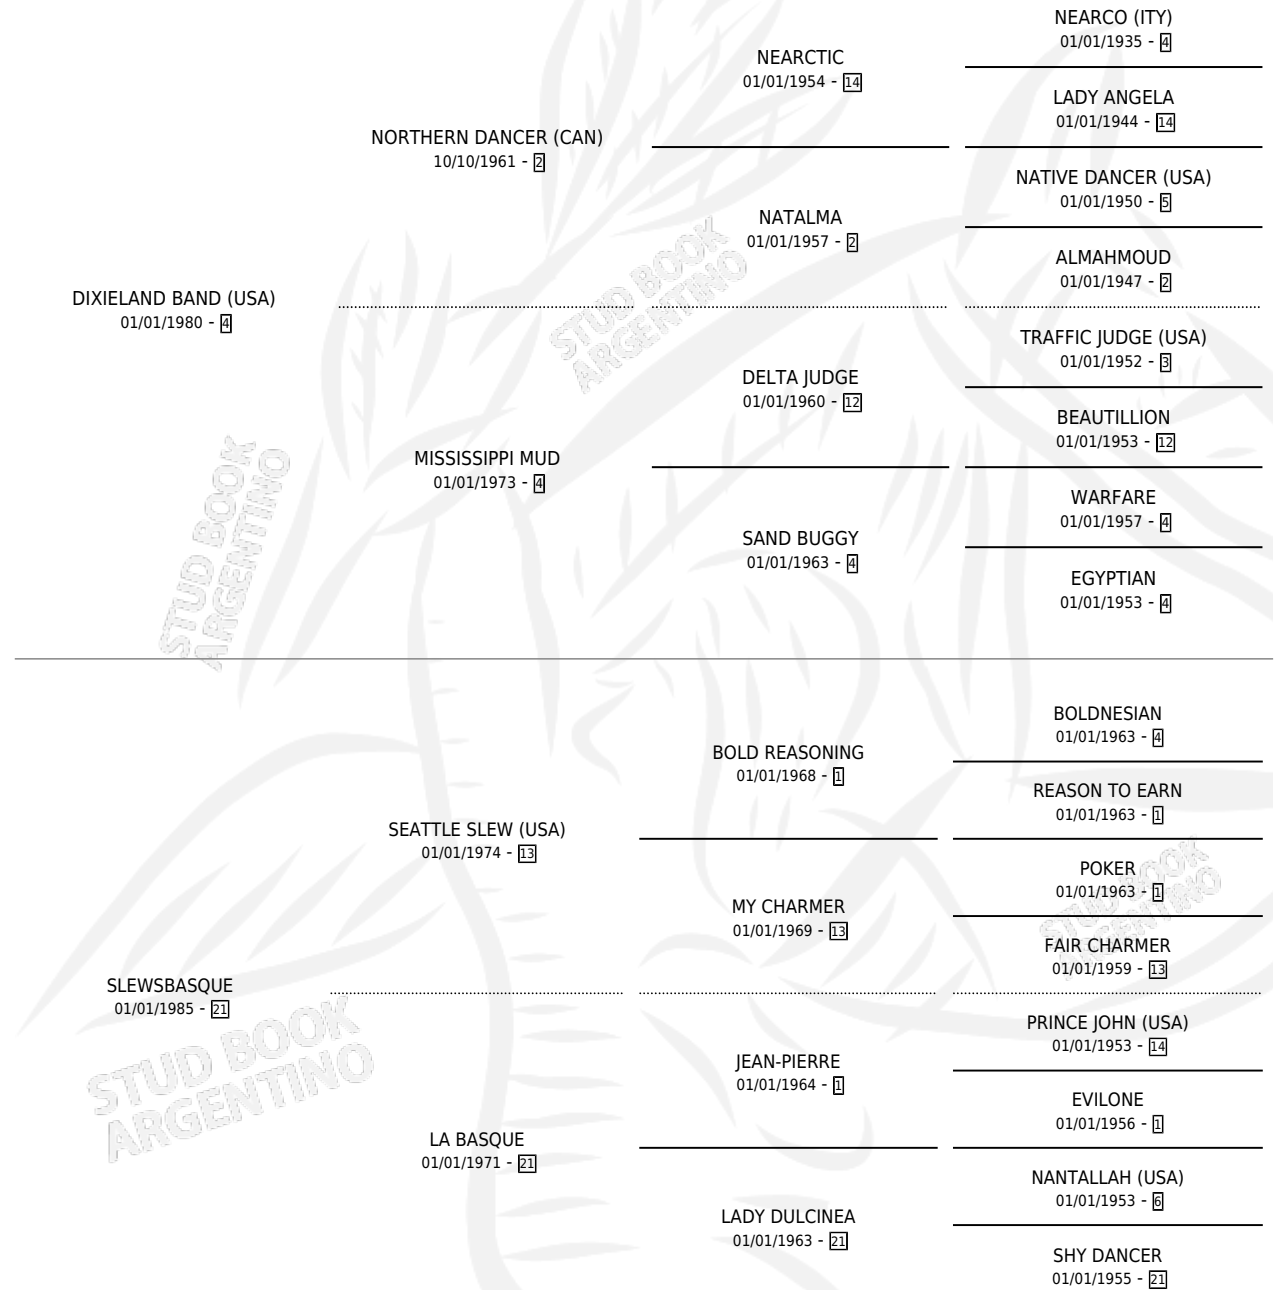 NEARCO (ITY)
01/01/1935 - 4
NEARCTIC
01/01/1954 - 14
LADY ANGELA
01/01/1944 - 14
NORTHERN DANCER (CAN)
10/10/1961 - 2
NATIVE DANCER (USA)
01/01/1950 - 5
NATALMA
01/01/1957 - 2
ALMAHMOUD
01/01/1947 - 2
DIXIELAND BAND (USA)
01/01/1980 - 4
TRAFFIC JUDGE (USA)
01/01/1952 - 3
DELTA JUDGE
01/01/1960 - 12
BEAUTILLION
01/01/1953 - 12
MISSISSIPPI MUD
01/01/1973 - 4
WARFARE
01/01/1957 - 4
SAND BUGGY
01/01/1963 - 4
EGYPTIAN
01/01/1953 - 4
BOLDNESIAN
01/01/1963 - 4
BOLD REASONING
01/01/1968 - 1
REASON TO EARN
01/01/1963 - 1
SEATTLE SLEW (USA)
01/01/1974 - 13
POKER
01/01/1963 - 1
MY CHARMER
01/01/1969 - 13
FAIR CHARMER
01/01/1959 - 13
SLEWSBASQUE
01/01/1985 - 21
PRINCE JOHN (USA)
01/01/1953 - 14
JEAN-PIERRE
01/01/1964 - 1
EVILONE
01/01/1956 - 1
LA BASQUE
01/01/1971 - 21
NANTALLAH (USA)
01/01/1953 - 6
LADY DULCINEA
01/01/1963 - 21
SHY DANCER
01/01/1955 - 21
STUD BOOK
ARGENTINO
STUD BOOK
ARGENTINO
STUD BOOK
ARGENTINO
STUD BOOK
ARGENTINO